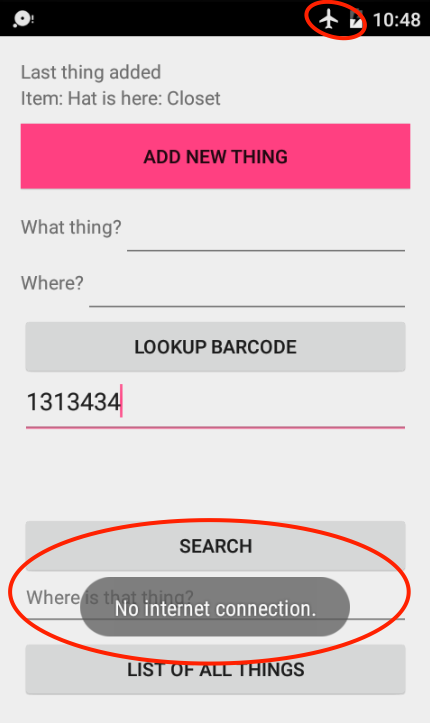 10:48
Last thing added
Item: Hat is here: Closet
ADD NEW THING
What thing?
Where?
LOOKUP BARCODE
1313434
SEARCH
Where is that thing?
No internet connection.
LIST OF ALL THINGS